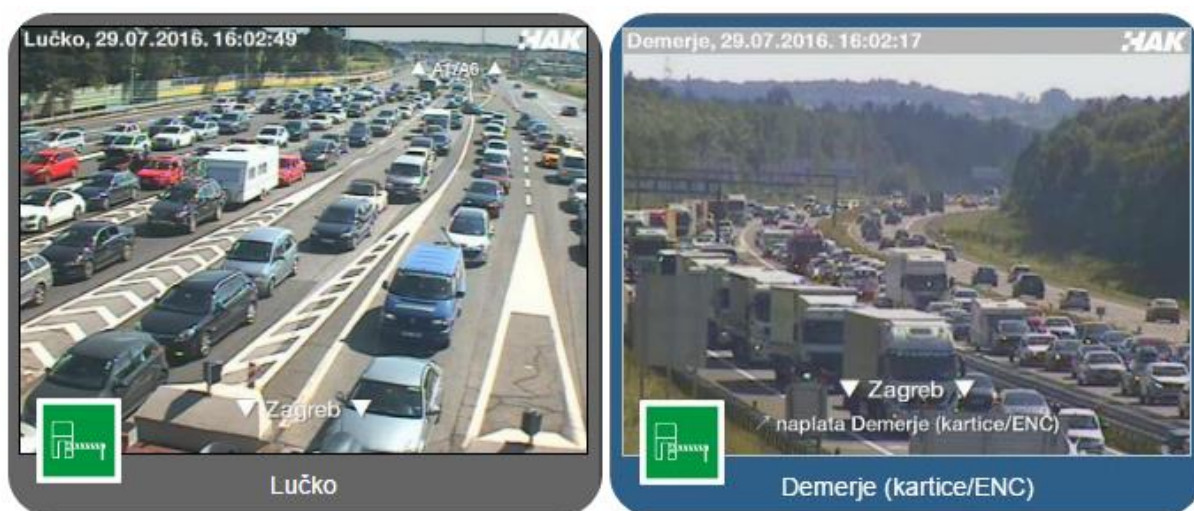 Lučko, 29.07.2016. 16:02:49
HAK
▲ A1/A6 ▲
▼ Zagreb ▼
Lučko
Demerje, 29.07.2016. 16:02:17
HAK
▼ Zagreb ▼
↗ naplata Demerje (kartice/ENC)
Demerje (kartice/ENC)